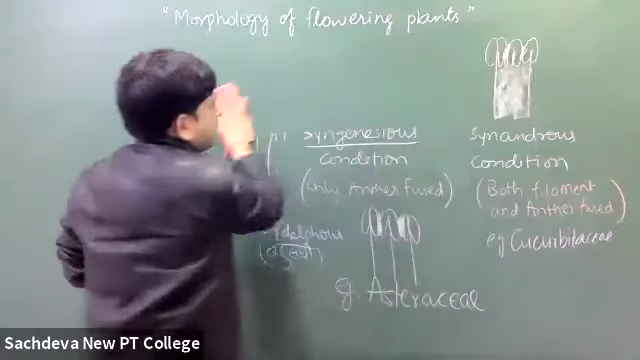 "Morphology of flowering plants"
Syngenesious
Condition
(Only Anther fused)
eg. Asteraceae
Synandrous
Condition
(Both filament
and Anther fused)
eg Cucurbitaceae
Sachdeva New PT College